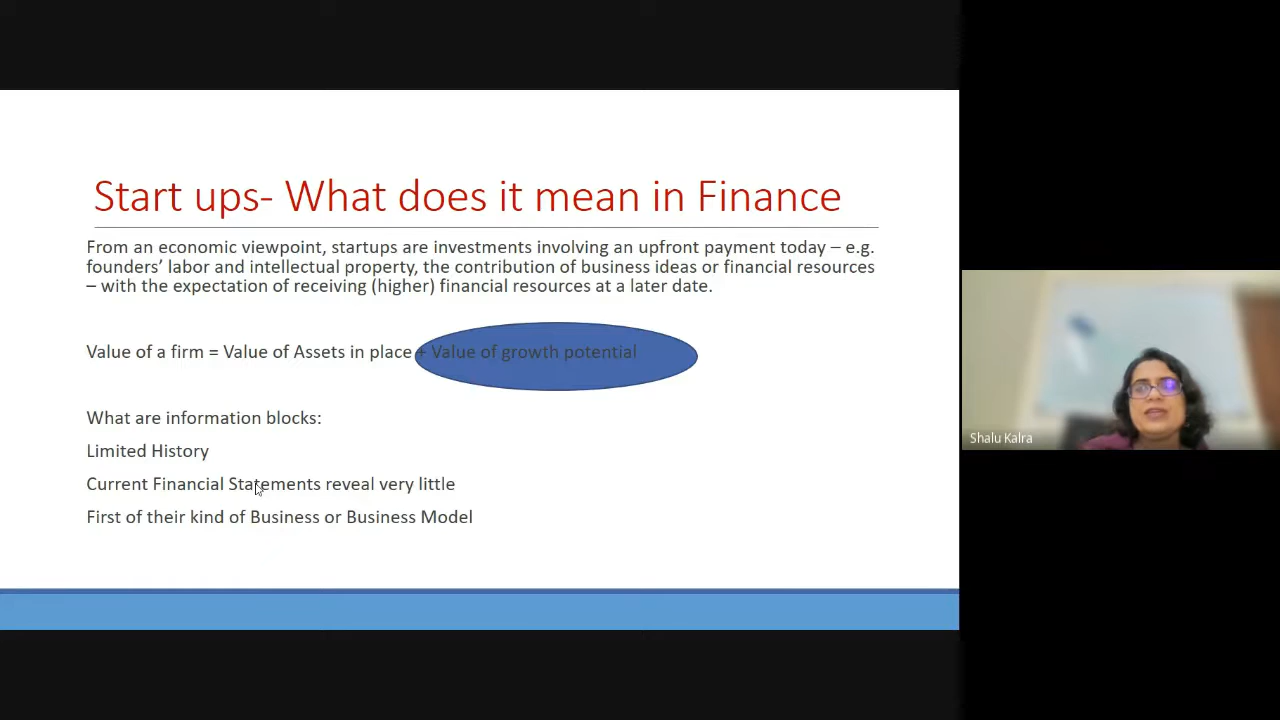 Start ups- What does it mean in Finance
From an economic viewpoint, startups are investments involving an upfront payment today – e.g.
founders’ labor and intellectual property, the contribution of business ideas or financial resources
– with the expectation of receiving (higher) financial resources at a later date.
Value of a firm = Value of Assets in place + Value of growth potential
What are information blocks:
Limited History
Current Financial Statements reveal very little
First of their kind of Business or Business Model
Shalu Kalra